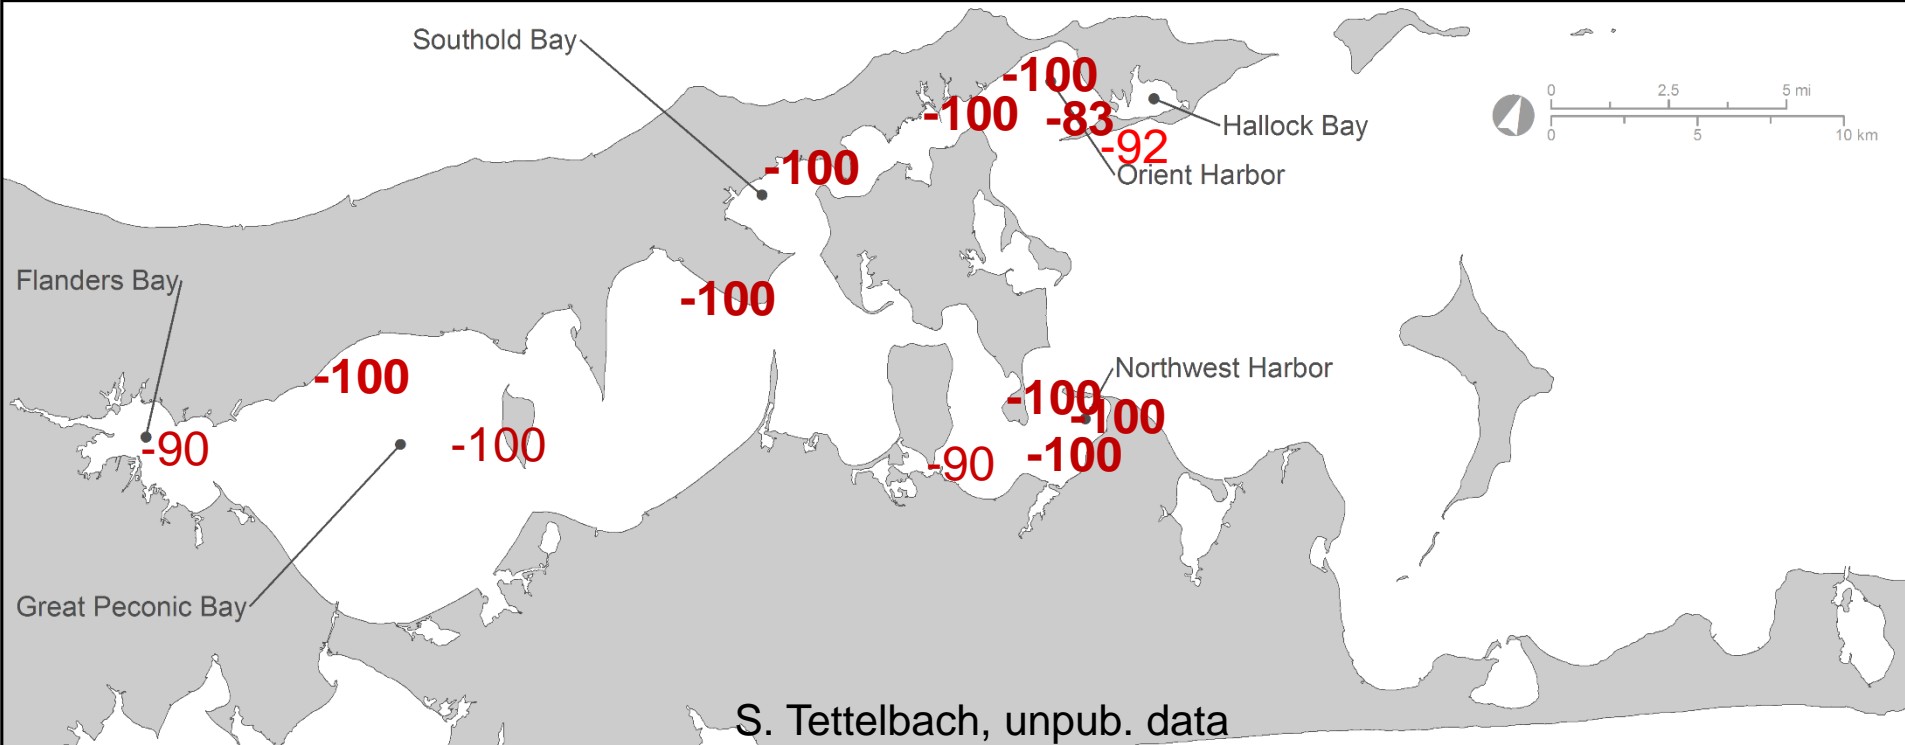 Southold Bay
-100
0 2.5 5 mi
-100
-83
Hallock Bay
0 5 10 km
-92
-100
Orient Harbor
Flanders Bay
-100
-100
Northwest Harbor
-100
-100
-90
-100
-90
-100
Great Peconic Bay
S. Tettelbach, unpub. data